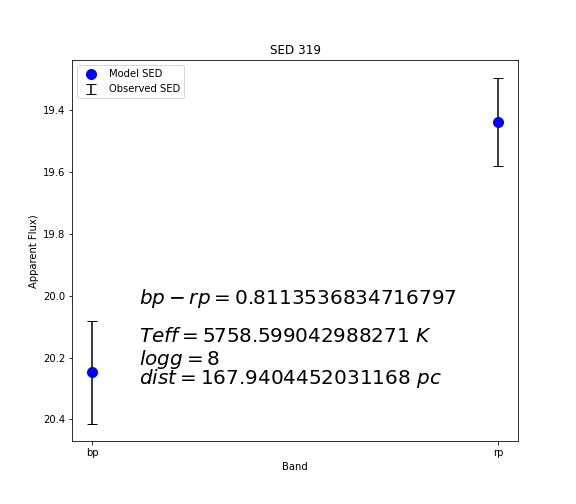 SED 319
Model SED
Observed SED
19.4
19.6
19.8
20.0
20.2
20.4
Apparent Flux)
bp − rp = 0.8113536834716797
Teff = 5758.599042988271 K
logg = 8
dist = 167.9404452031168 pc
bp
rp
Band